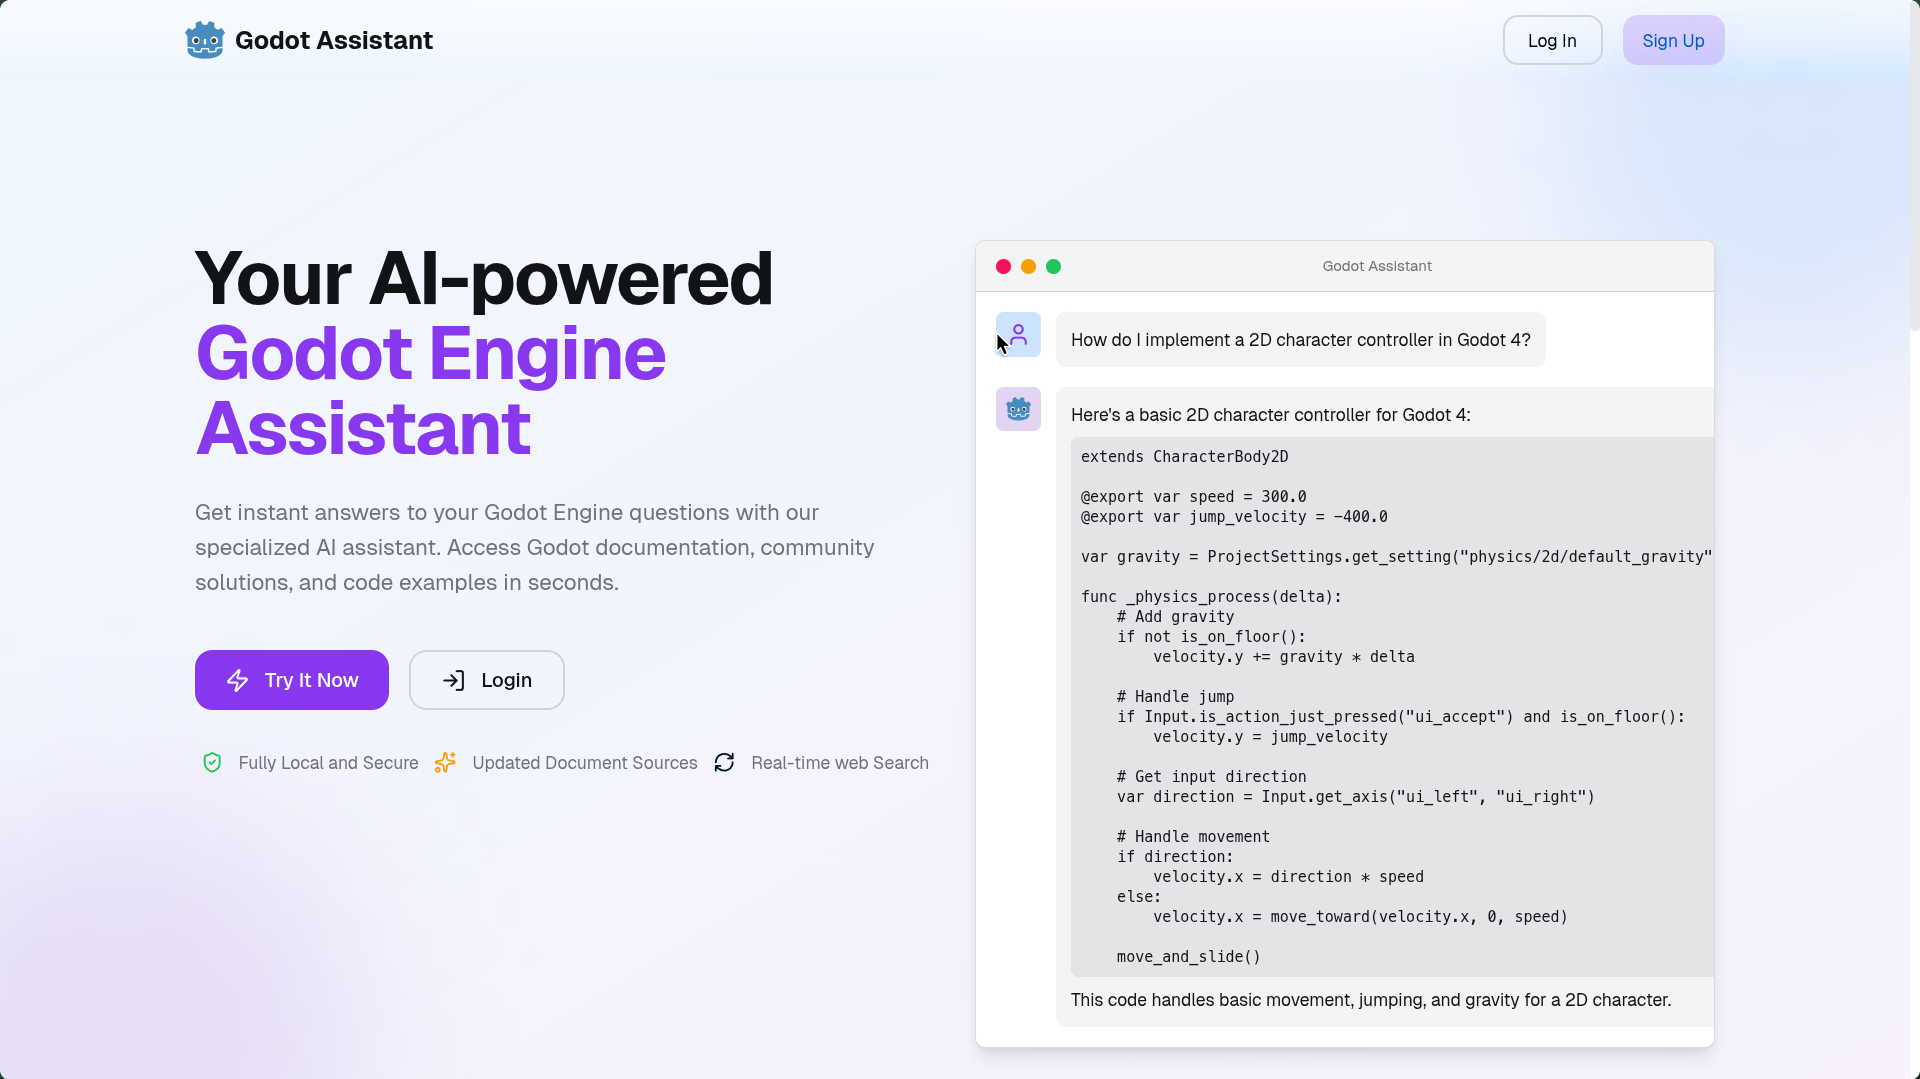 Godot Assistant
Log In
Sign Up
Your AI-powered
Godot Engine
Assistant
Get instant answers to your Godot Engine questions with our
specialized AI assistant. Access Godot documentation, community
solutions, and code examples in seconds.
Try It Now
Login
Fully Local and Secure
Updated Document Sources
Real-time web Search
Godot Assistant
How do I implement a 2D character controller in Godot 4?
Here's a basic 2D character controller for Godot 4:
extends CharacterBody2D
@export var speed = 300.0
@export var jump_velocity = -400.0
var gravity = ProjectSettings.get_setting("physics/2d/default_gravity"
func _physics_process(delta):
    # Add gravity
    if not is_on_floor():
        velocity.y += gravity * delta
    # Handle jump
    if Input.is_action_just_pressed("ui_accept") and is_on_floor():
        velocity.y = jump_velocity
    # Get input direction
    var direction = Input.get_axis("ui_left", "ui_right")
    # Handle movement
    if direction:
        velocity.x = direction * speed
    else:
        velocity.x = move_toward(velocity.x, 0, speed)
    move_and_slide()
This code handles basic movement, jumping, and gravity for a 2D character.